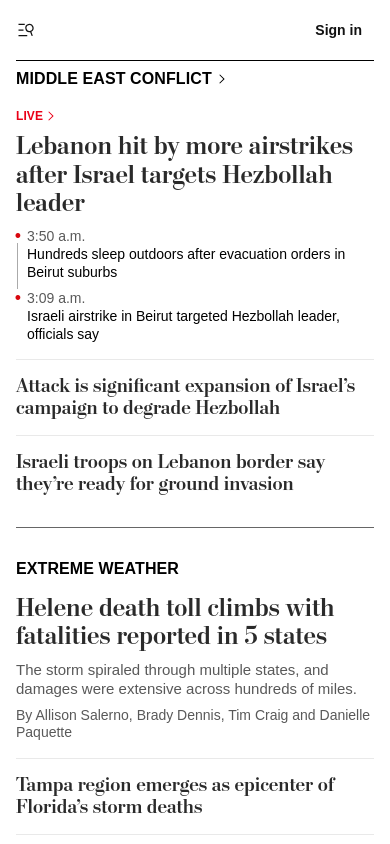 Sign in
MIDDLE EAST CONFLICT
LIVE
Lebanon hit by more airstrikes
after Israel targets Hezbollah
leader
3:50 a.m.
Hundreds sleep outdoors after evacuation orders in
Beirut suburbs
3:09 a.m.
Israeli airstrike in Beirut targeted Hezbollah leader,
officials say
Attack is significant expansion of Israel’s
campaign to degrade Hezbollah
Israeli troops on Lebanon border say
they’re ready for ground invasion
EXTREME WEATHER
Helene death toll climbs with
fatalities reported in 5 states
The storm spiraled through multiple states, and
damages were extensive across hundreds of miles.
By Allison Salerno, Brady Dennis, Tim Craig and Danielle
Paquette
Tampa region emerges as epicenter of
Florida’s storm deaths